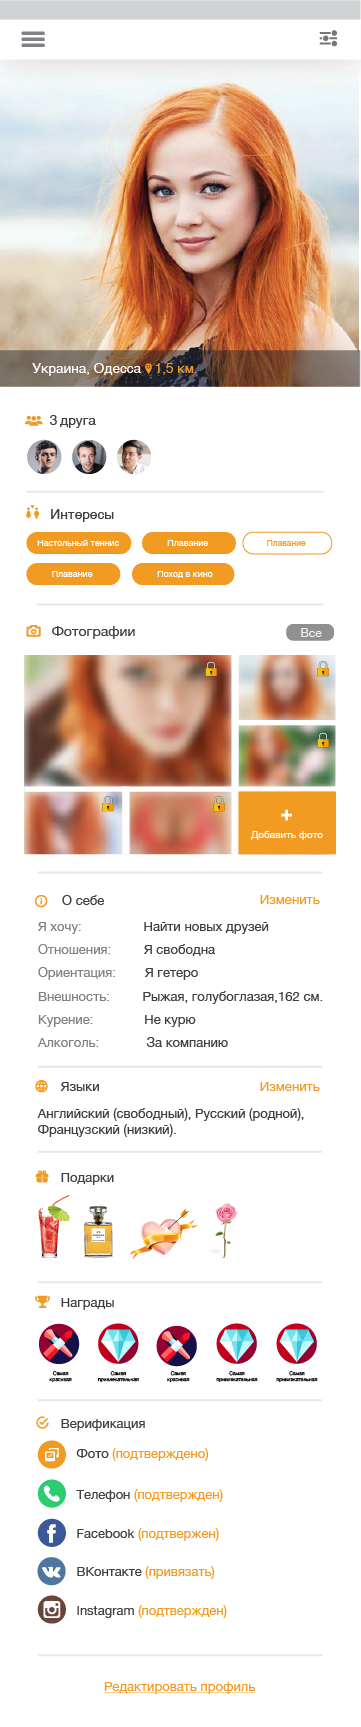 Украина, Одесса 1,5 км
3 друга
Интересы
Настольный теннис Плавание Плавание
Плавание Поход в кино
Фотографии Все
+
Добавить фото
О себе Изменить
Я хочу: Найти новых друзей
Отношения: Я свободна
Ориентация: Я гетеро
Внешность: Рыжая, голубоглазая,162 см.
Курение: Не курю
Алкоголь: За компанию
Языки Изменить
Английский (свободный), Русский (родной),
Французский (низкий).
Подарки
Награды
Самая Самая Самая Самая Самая
красивая привлекательная красивая привлекательная привлекательная
Верификация
Фото (подтверждено)
Телефон (подтвержден)
Facebook (подтвержен)
ВКонтакте (привязать)
Instagram (подтвержден)
Редактировать профиль